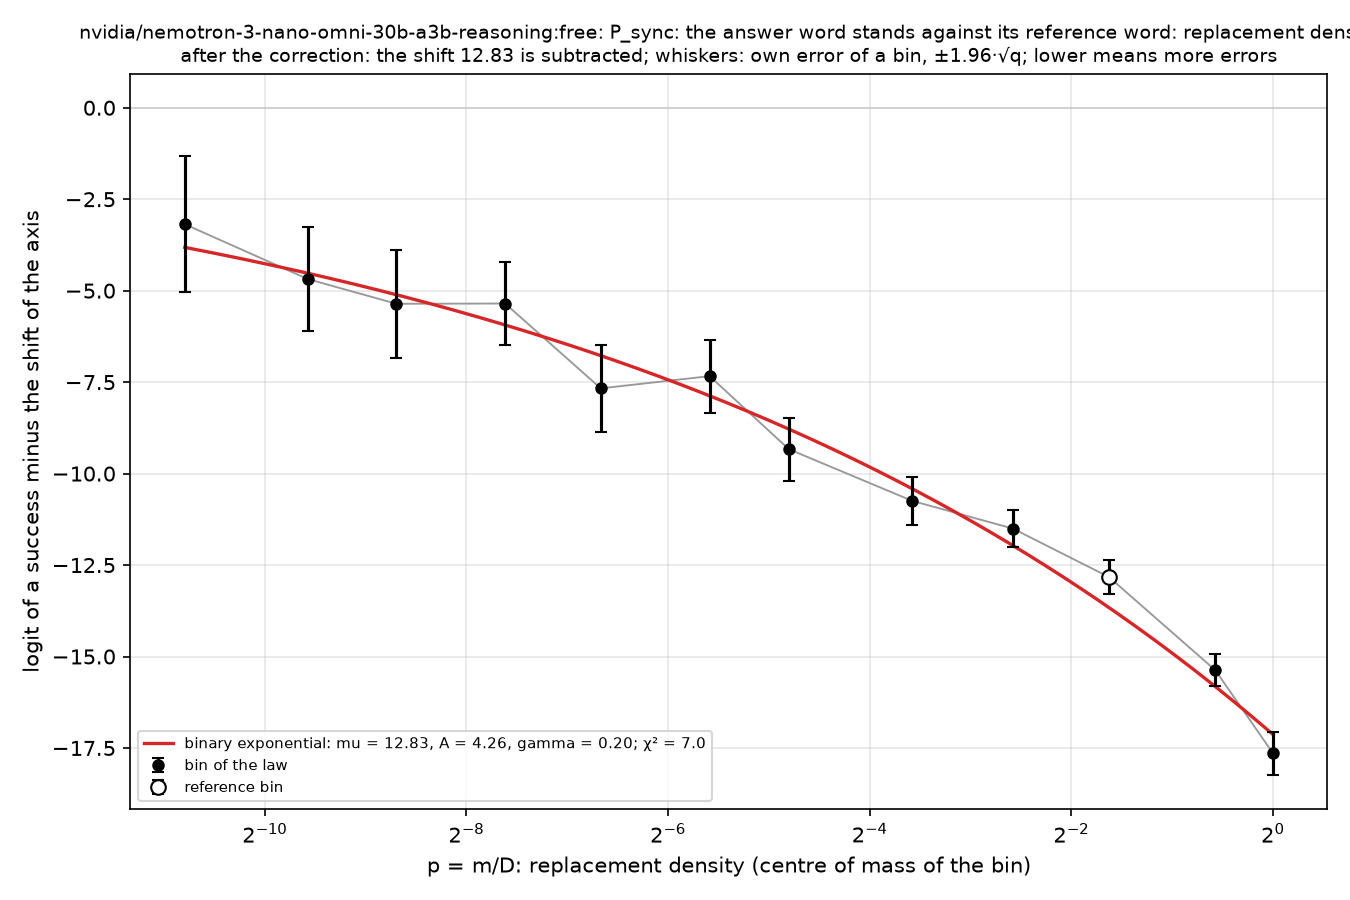 nvidia/nemotron-3-nano-omni-30b-a3b-reasoning:free: P_sync: the answer word stands against its reference word: replacement dens
after the correction: the shift 12.83 is subtracted; whiskers: own error of a bin, ±1.96·√q; lower means more errors
logit of a success minus the shift of the axis
0.0
−2.5
−5.0
−7.5
−10.0
−12.5
−15.0
−17.5
binary exponential: mu = 12.83, A = 4.26, gamma = 0.20; χ² = 7.0
bin of the law
reference bin
2⁻¹⁰ 2⁻⁸ 2⁻⁶ 2⁻⁴ 2⁻² 2⁰
p = m/D: replacement density (centre of mass of the bin)